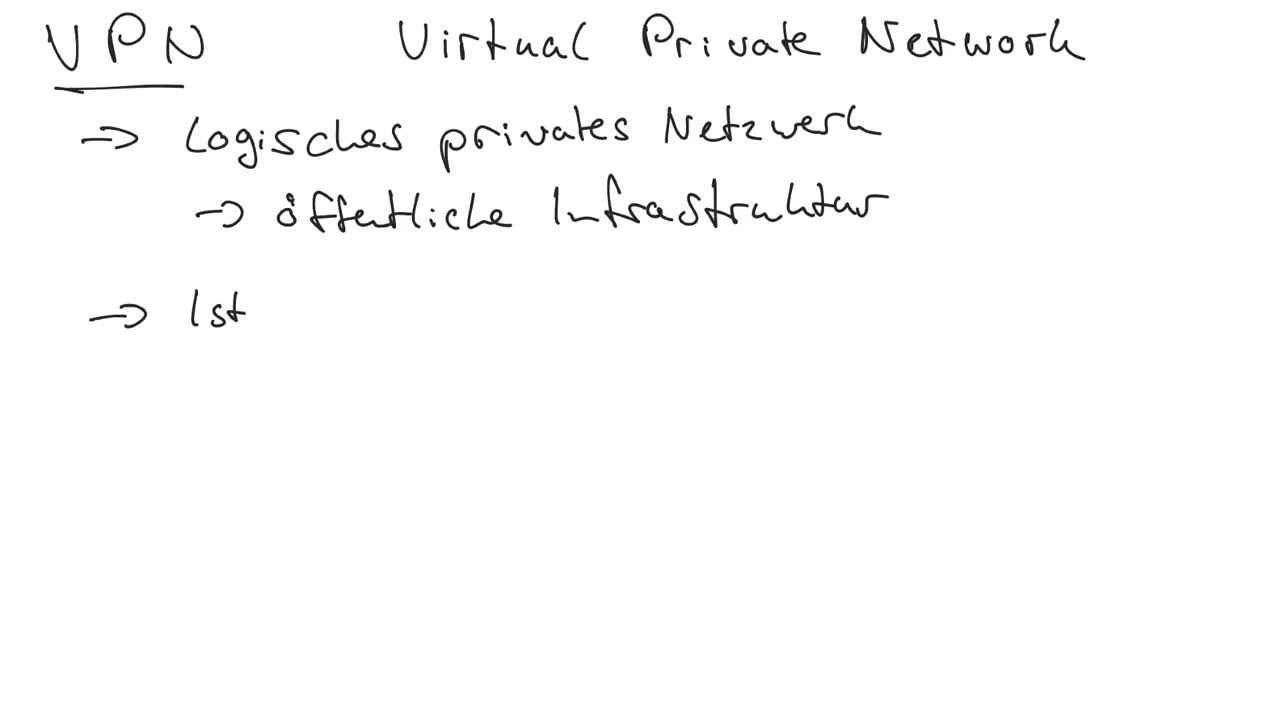 VPN Virtual Private Network
→ Logisches privates Netzwerk
→ öffentliche Infrastruktur
→ Ist